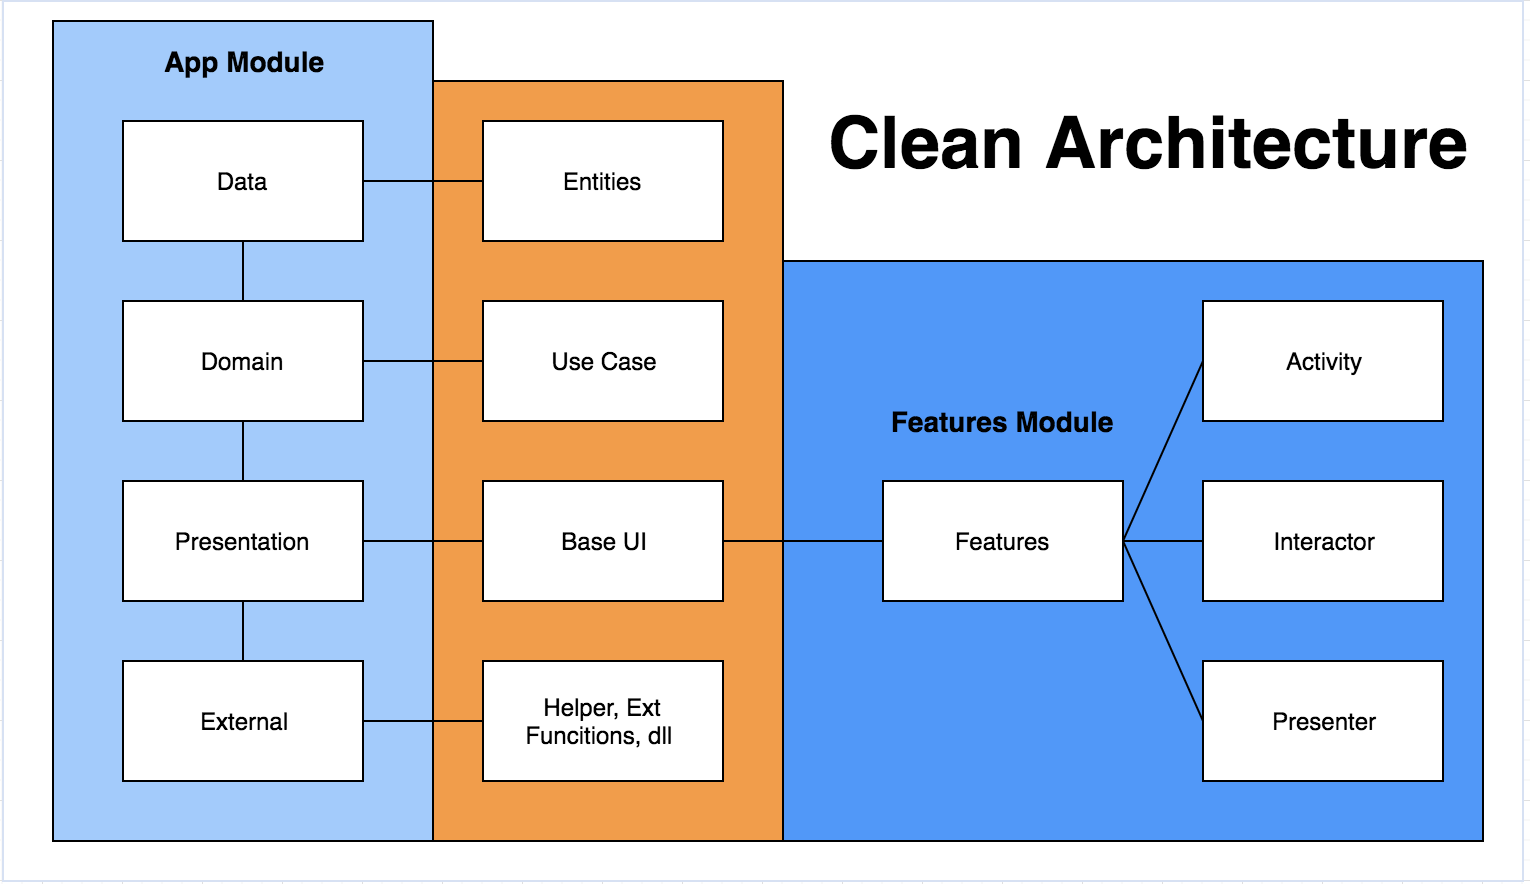 App Module
Clean Architecture
Data
Entities
Domain
Use Case
Activity
Features Module
Presentation
Base UI
Features
Interactor
External
Helper, Ext
Funcitions, dll
Presenter